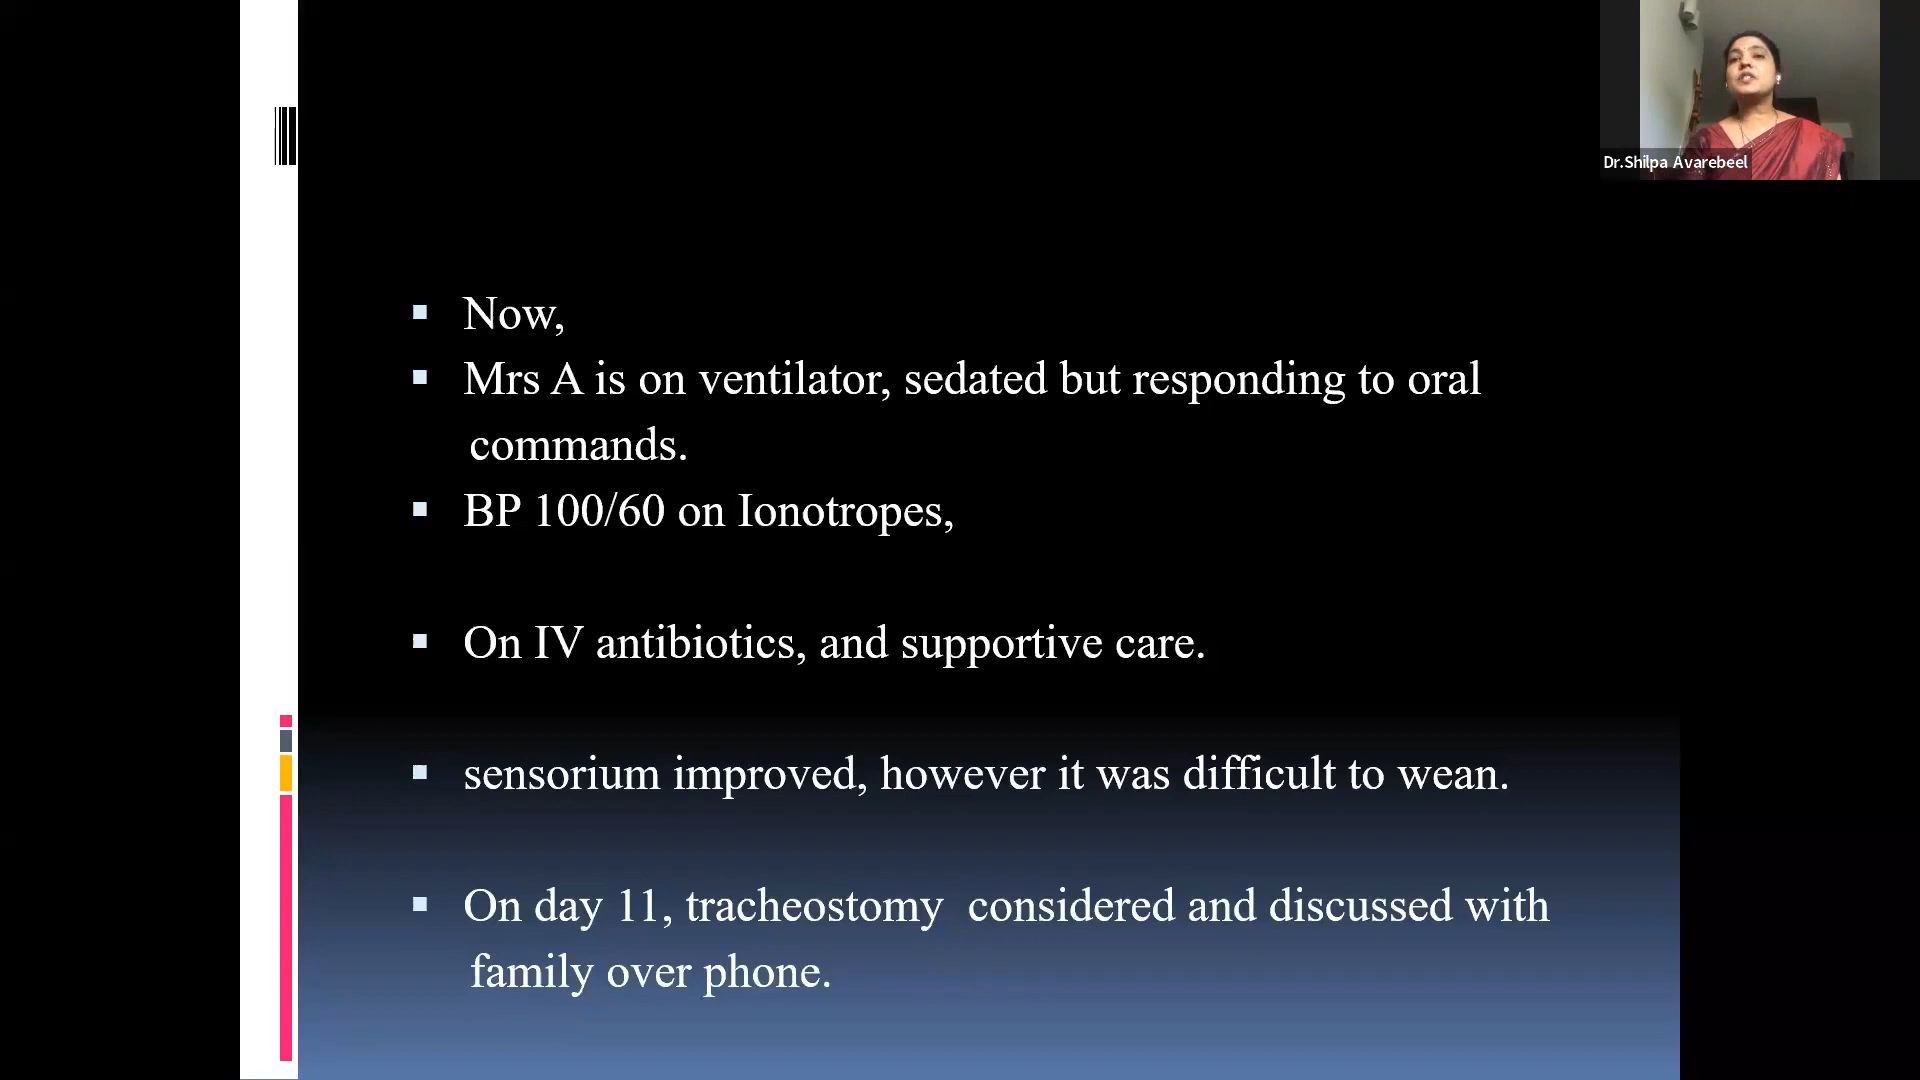 Dr.Shilpa Avarebeel
Now,
Mrs A is on ventilator, sedated but responding to oral
commands.
BP 100/60 on Ionotropes,
On IV antibiotics, and supportive care.
sensorium improved, however it was difficult to wean.
On day 11, tracheostomy  considered and discussed with
family over phone.